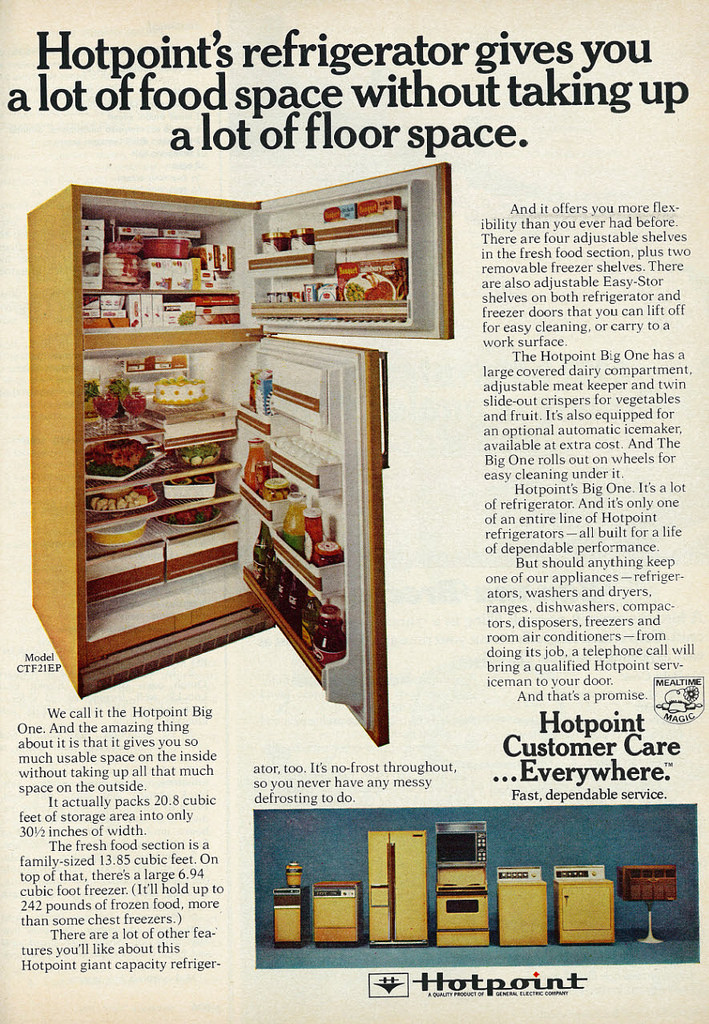 Hotpoint's refrigerator gives you
a lot of food space without taking up
a lot of floor space.
Model
CTF21EP
We call it the Hotpoint Big
One. And the amazing thing
about it is that it gives you so
much usable space on the inside
without taking up all that much
space on the outside.
It actually packs 20.8 cubic
feet of storage area into only
30½ inches of width.
The fresh food section is a
family-sized 13.85 cubic feet. On
top of that, there's a large 6.94
cubic foot freezer. (It'll hold up to
242 pounds of frozen food, more
than some chest freezers.)
There are a lot of other fea-
tures you'll like about this
Hotpoint giant capacity refriger-
ator, too. It's no-frost throughout,
so you never have any messy
defrosting to do.
And it offers you more flex-
ibility than you ever had before.
There are four adjustable shelves
in the fresh food section, plus two
removable freezer shelves. There
are also adjustable Easy-Stor
shelves on both refrigerator and
freezer doors that you can lift off
for easy cleaning, or carry to a
work surface.
The Hotpoint Big One has a
large covered dairy compartment,
adjustable meat keeper and twin
slide-out crispers for vegetables
and fruit. It's also equipped for
an optional automatic icemaker,
available at extra cost. And The
Big One rolls out on wheels for
easy cleaning under it.
Hotpoint's Big One. It's a lot
of refrigerator. And it's only one
of an entire line of Hotpoint
refrigerators—all built for a life
of dependable performance.
But should anything keep
one of our appliances—refriger-
ators, washers and dryers,
ranges, dishwashers, compac-
tors, disposers, freezers and
room air conditioners—from
doing its job, a telephone call will
bring a qualified Hotpoint serv-
iceman to your door.
And that's a promise.
MEALTIME
MAGIC
Hotpoint
Customer Care
...Everywhere.™
Fast, dependable service.
Hotpoint
A QUALITY PRODUCT OF GENERAL ELECTRIC COMPANY